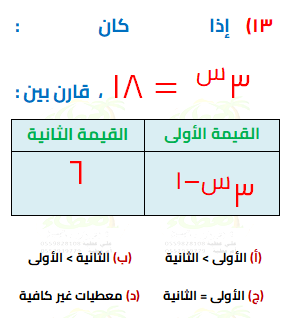 ١٣) إذا كان :
٣^س = ١٨ ، قارن بين :
القيمة الأولى القيمة الثانية
٣^س-١ ٦
(أ) الأولى > الثانية (ب) الثانية > الأولى
(ج) الأولى = الثانية (د) معطيات غير كافية